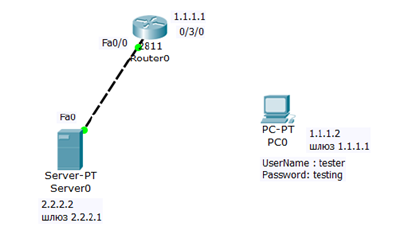 1.1.1.1
0/3/0
Fa0/0
2811
Router0
Fa0
Server-PT
Server0
2.2.2.2
шлюз 2.2.2.1
PC-PT
PC0
1.1.1.2
шлюз 1.1.1.1
UserName : tester
Password: testing